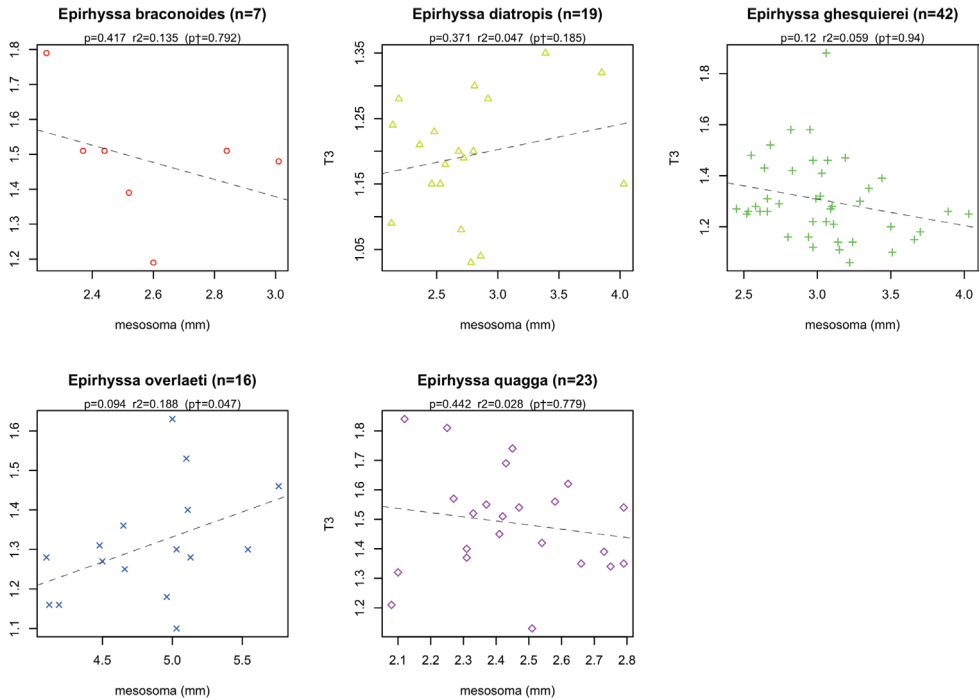 Epirhyssa braconoides (n=7)
p=0.417 r2=0.135 (p†=0.792)
1.8
1.7
1.6
1.5
1.4
1.3
1.2
2.4 2.6 2.8 3.0
mesosoma (mm)
Epirhyssa diatropis (n=19)
p=0.371 r2=0.047 (p†=0.185)
T3
1.35
1.25
1.15
1.05
2.5 3.0 3.5 4.0
mesosoma (mm)
Epirhyssa ghesquierei (n=42)
p=0.12 r2=0.059 (p†=0.94)
T3
1.8
1.6
1.4
1.2
2.5 3.0 3.5 4.0
mesosoma (mm)
Epirhyssa overlaeti (n=16)
p=0.094 r2=0.188 (p†=0.047)
1.6
1.5
1.4
1.3
1.2
1.1
4.5 5.0 5.5
mesosoma (mm)
Epirhyssa quagga (n=23)
p=0.442 r2=0.028 (p†=0.779)
T3
1.8
1.7
1.6
1.5
1.4
1.3
1.2
2.1 2.2 2.3 2.4 2.5 2.6 2.7 2.8
mesosoma (mm)